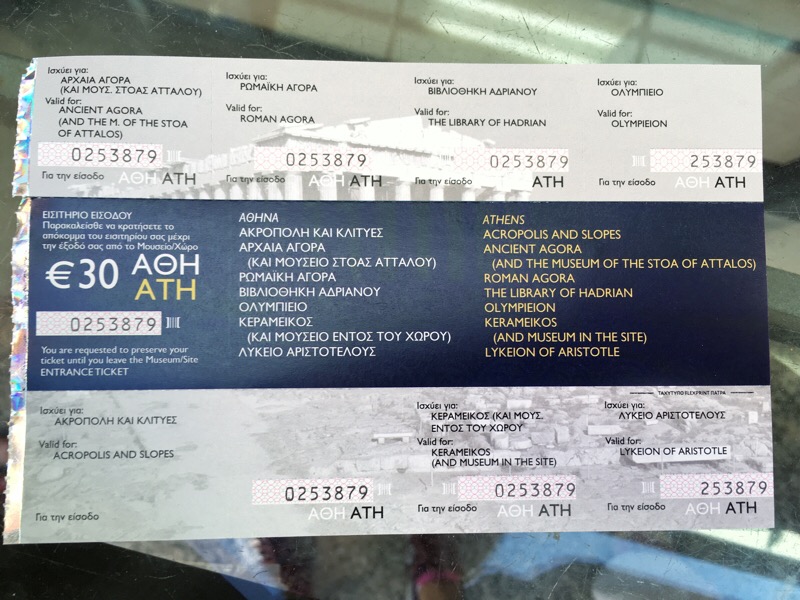 Ισχύει για:
ΑΡΧΑΙΑ ΑΓΟΡΑ
(ΚΑΙ ΜΟΥΣ. ΣΤΟΑΣ ΑΤΤΑΛΟΥ)
Valid for:
ANCIENT AGORA
(AND THE M. OF THE STOA
OF ATTALOS)
0253879
Για την είσοδο ΑΘΗ ATH
Ισχύει για:
ΡΩΜΑΪΚΗ ΑΓΟΡΑ
Valid for:
ROMAN AGORA
0253879
Για την είσοδο ΑΘΗ ATH
Ισχύει για:
ΒΙΒΛΙΟΘΗΚΗ ΑΔΡΙΑΝΟΥ
Valid for:
THE LIBRARY OF HADRIAN
0253879
Για την είσοδο ΑΘΗ ATH
Ισχύει για:
ΟΛΥΜΠΙΕΙΟ
Valid for:
OLYMPIEION
253879
Για την είσοδο ΑΘΗ ATH
ΕΙΣΙΤΗΡΙΟ ΕΙΣΟΔΟΥ
Παρακαλείσθε να κρατήσετε το
απόκομμα του εισιτηρίου σας μέχρι
την έξοδό σας από το Μουσείο/Χώρο
€30 ΑΘΗ
ATH
0253879
You are requested to preserve your
ticket until you leave the Museum/Site
ENTRANCE TICKET
ΑΘΗΝΑ
ΑΚΡΟΠΟΛΗ ΚΑΙ ΚΛΙΤΥΕΣ
ΑΡΧΑΙΑ ΑΓΟΡΑ
(ΚΑΙ ΜΟΥΣΕΙΟ ΣΤΟΑΣ ΑΤΤΑΛΟΥ)
ΡΩΜΑΪΚΗ ΑΓΟΡΑ
ΒΙΒΛΙΟΘΗΚΗ ΑΔΡΙΑΝΟΥ
ΟΛΥΜΠΙΕΙΟ
ΚΕΡΑΜΕΙΚΟΣ
(ΚΑΙ ΜΟΥΣΕΙΟ ΕΝΤΟΣ ΤΟΥ ΧΩΡΟΥ)
ΛΥΚΕΙΟ ΑΡΙΣΤΟΤΕΛΟΥΣ
ATHENS
ACROPOLIS AND SLOPES
ANCIENT AGORA
(AND THE MUSEUM OF THE STOA OF ATTALOS)
ROMAN AGORA
THE LIBRARY OF HADRIAN
OLYMPIEION
KERAMEIKOS
(AND MUSEUM IN THE SITE)
LYKEION OF ARISTOTLE
Ισχύει για:
ΑΚΡΟΠΟΛΗ ΚΑΙ ΚΛΙΤΥΕΣ
Valid for:
ACROPOLIS AND SLOPES
0253879
Για την είσοδο ΑΘΗ ATH
Ισχύει για:
ΚΕΡΑΜΕΙΚΟΣ (ΚΑΙ ΜΟΥΣ.
ΕΝΤΟΣ ΤΟΥ ΧΩΡΟΥ
Valid for:
KERAMEIKOS
(AND MUSEUM IN THE SITE)
0253879
Για την είσοδο ΑΘΗ ATH
ΤΑΧΥΤΥΠΟ ELEXPRINT ΠΑΤΡΑ
Ισχύει για:
ΛΥΚΕΙΟ ΑΡΙΣΤΟΤΕΛΟΥΣ
Valid for:
LYKEION OF ARISTOTLE
253879
Για την είσοδο ΑΘΗ ATH